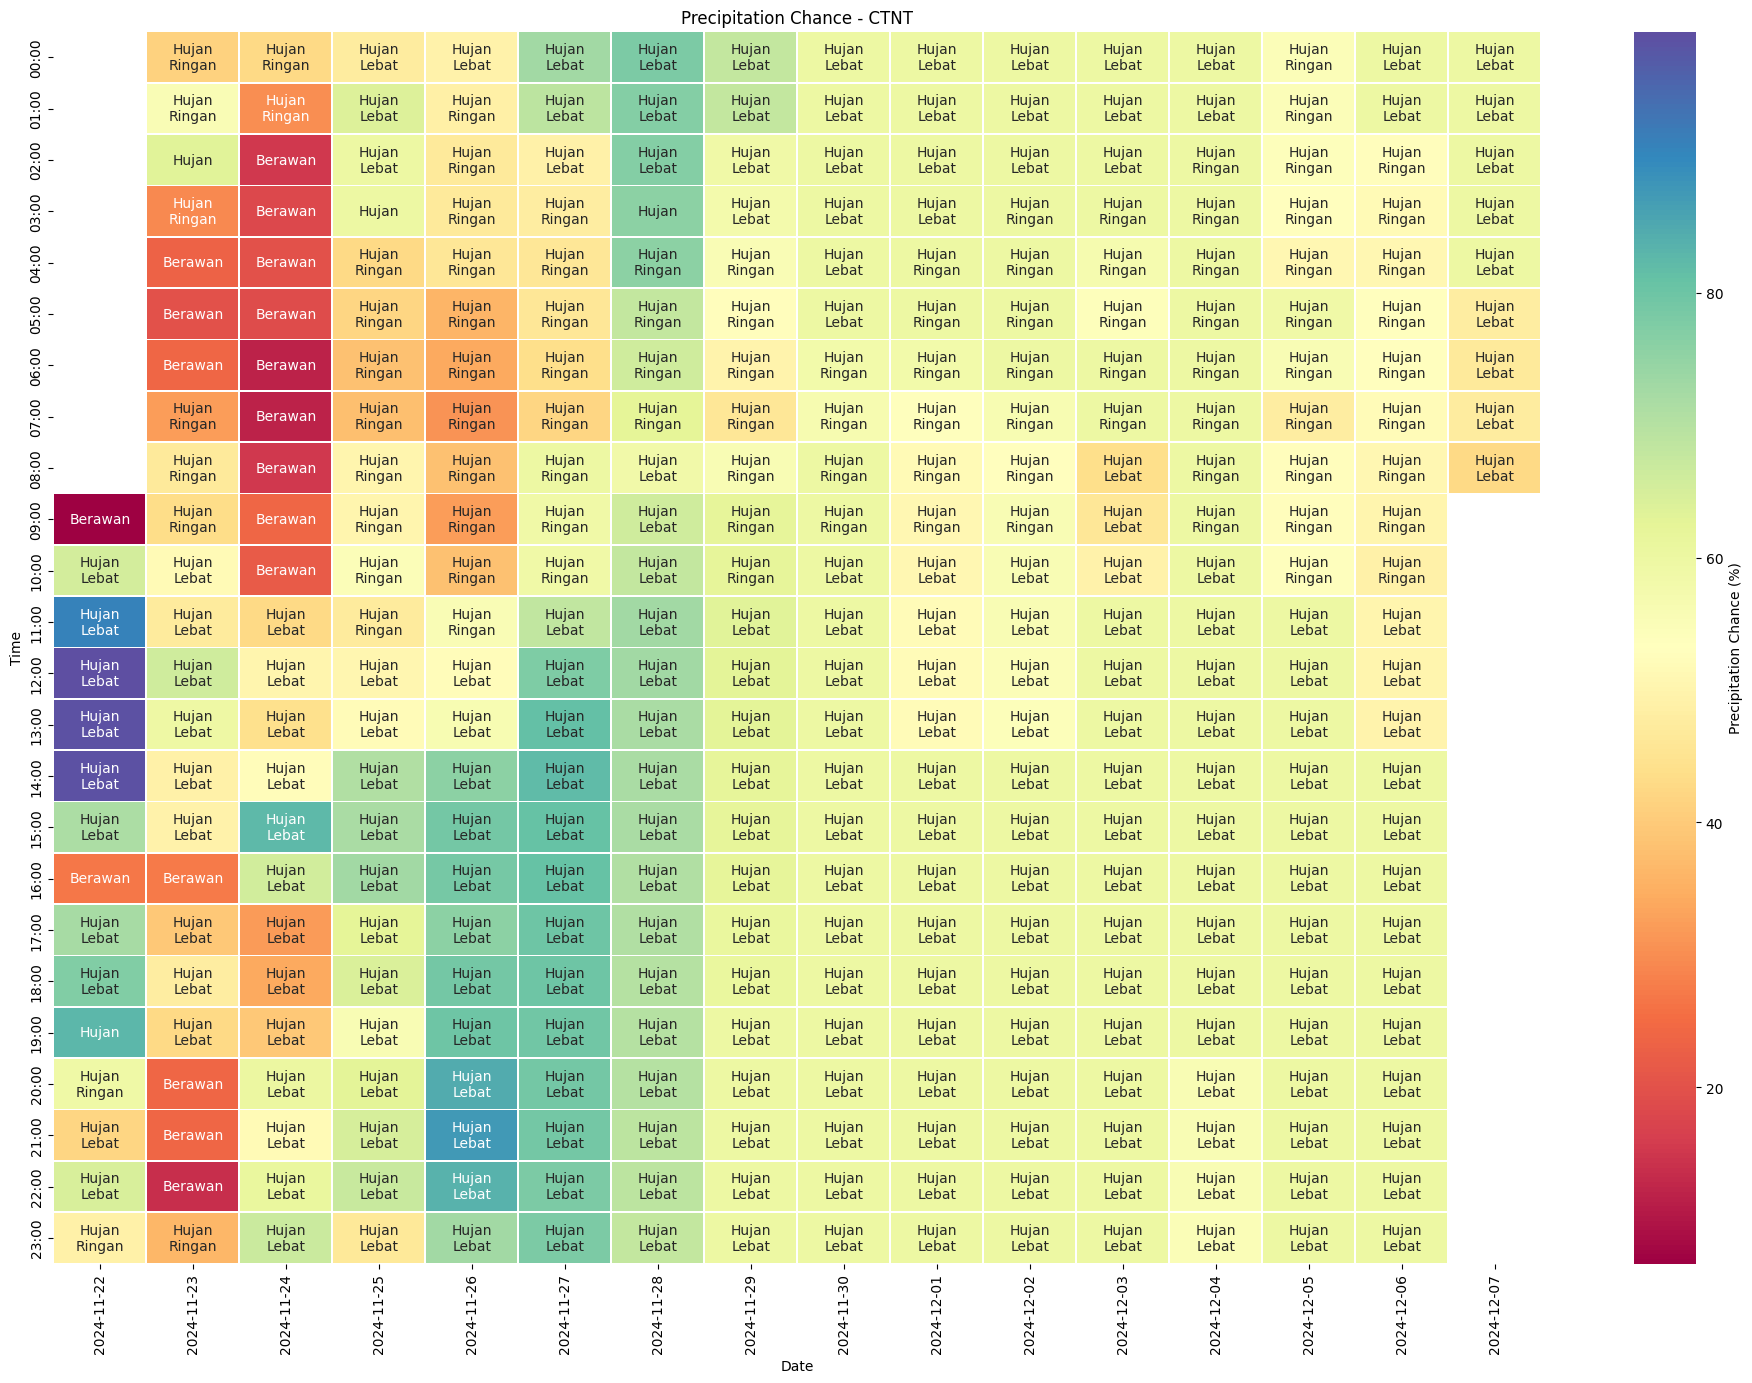 Precipitation Chance - CTNT
00:00 Hujan Ringan Hujan Ringan Hujan Lebat Hujan Lebat Hujan Lebat Hujan Lebat Hujan Lebat Hujan Lebat Hujan Lebat Hujan Lebat Hujan Lebat Hujan Lebat Hujan Ringan Hujan Lebat Hujan Lebat
01:00 Hujan Ringan Hujan Ringan Hujan Lebat Hujan Ringan Hujan Lebat Hujan Lebat Hujan Lebat Hujan Lebat Hujan Lebat Hujan Lebat Hujan Lebat Hujan Lebat Hujan Ringan Hujan Lebat Hujan Lebat
02:00 Hujan Berawan Hujan Lebat Hujan Ringan Hujan Lebat Hujan Lebat Hujan Lebat Hujan Lebat Hujan Lebat Hujan Lebat Hujan Lebat Hujan Ringan Hujan Ringan Hujan Ringan Hujan Lebat
03:00 Hujan Ringan Berawan Hujan Hujan Ringan Hujan Ringan Hujan Hujan Lebat Hujan Lebat Hujan Lebat Hujan Ringan Hujan Ringan Hujan Ringan Hujan Ringan Hujan Ringan Hujan Lebat
04:00 Berawan Berawan Hujan Ringan Hujan Ringan Hujan Ringan Hujan Ringan Hujan Ringan Hujan Lebat Hujan Ringan Hujan Ringan Hujan Ringan Hujan Ringan Hujan Ringan Hujan Ringan Hujan Lebat
05:00 Berawan Berawan Hujan Ringan Hujan Ringan Hujan Ringan Hujan Ringan Hujan Ringan Hujan Lebat Hujan Ringan Hujan Ringan Hujan Ringan Hujan Ringan Hujan Ringan Hujan Ringan Hujan Lebat
06:00 Berawan Berawan Hujan Ringan Hujan Ringan Hujan Ringan Hujan Ringan Hujan Ringan Hujan Ringan Hujan Ringan Hujan Ringan Hujan Ringan Hujan Ringan Hujan Ringan Hujan Ringan Hujan Lebat
07:00 Hujan Ringan Berawan Hujan Ringan Hujan Ringan Hujan Ringan Hujan Ringan Hujan Ringan Hujan Ringan Hujan Ringan Hujan Ringan Hujan Ringan Hujan Ringan Hujan Ringan Hujan Ringan Hujan Lebat
08:00 Hujan Ringan Berawan Hujan Ringan Hujan Ringan Hujan Ringan Hujan Lebat Hujan Ringan Hujan Ringan Hujan Ringan Hujan Ringan Hujan Lebat Hujan Ringan Hujan Ringan Hujan Ringan Hujan Lebat
09:00 Berawan Hujan Ringan Berawan Hujan Ringan Hujan Ringan Hujan Ringan Hujan Lebat Hujan Ringan Hujan Ringan Hujan Ringan Hujan Ringan Hujan Lebat Hujan Ringan Hujan Ringan Hujan Ringan
10:00 Hujan Lebat Hujan Lebat Berawan Hujan Ringan Hujan Ringan Hujan Ringan Hujan Lebat Hujan Ringan Hujan Lebat Hujan Lebat Hujan Lebat Hujan Lebat Hujan Lebat Hujan Ringan Hujan Ringan
11:00 Hujan Lebat Hujan Lebat Hujan Lebat Hujan Ringan Hujan Ringan Hujan Lebat Hujan Lebat Hujan Lebat Hujan Lebat Hujan Lebat Hujan Lebat Hujan Lebat Hujan Lebat Hujan Lebat Hujan Lebat
12:00 Hujan Lebat Hujan Lebat Hujan Lebat Hujan Lebat Hujan Lebat Hujan Lebat Hujan Lebat Hujan Lebat Hujan Lebat Hujan Lebat Hujan Lebat Hujan Lebat Hujan Lebat Hujan Lebat Hujan Lebat
13:00 Hujan Lebat Hujan Lebat Hujan Lebat Hujan Lebat Hujan Lebat Hujan Lebat Hujan Lebat Hujan Lebat Hujan Lebat Hujan Lebat Hujan Lebat Hujan Lebat Hujan Lebat Hujan Lebat Hujan Lebat
14:00 Hujan Lebat Hujan Lebat Hujan Lebat Hujan Lebat Hujan Lebat Hujan Lebat Hujan Lebat Hujan Lebat Hujan Lebat Hujan Lebat Hujan Lebat Hujan Lebat Hujan Lebat Hujan Lebat Hujan Lebat
15:00 Hujan Lebat Hujan Lebat Hujan Lebat Hujan Lebat Hujan Lebat Hujan Lebat Hujan Lebat Hujan Lebat Hujan Lebat Hujan Lebat Hujan Lebat Hujan Lebat Hujan Lebat Hujan Lebat Hujan Lebat
16:00 Berawan Berawan Hujan Lebat Hujan Lebat Hujan Lebat Hujan Lebat Hujan Lebat Hujan Lebat Hujan Lebat Hujan Lebat Hujan Lebat Hujan Lebat Hujan Lebat Hujan Lebat Hujan Lebat
17:00 Hujan Lebat Hujan Lebat Hujan Lebat Hujan Lebat Hujan Lebat Hujan Lebat Hujan Lebat Hujan Lebat Hujan Lebat Hujan Lebat Hujan Lebat Hujan Lebat Hujan Lebat Hujan Lebat Hujan Lebat
18:00 Hujan Lebat Hujan Lebat Hujan Lebat Hujan Lebat Hujan Lebat Hujan Lebat Hujan Lebat Hujan Lebat Hujan Lebat Hujan Lebat Hujan Lebat Hujan Lebat Hujan Lebat Hujan Lebat Hujan Lebat
19:00 Hujan Hujan Lebat Hujan Lebat Hujan Lebat Hujan Lebat Hujan Lebat Hujan Lebat Hujan Lebat Hujan Lebat Hujan Lebat Hujan Lebat Hujan Lebat Hujan Lebat Hujan Lebat Hujan Lebat
20:00 Hujan Ringan Berawan Hujan Lebat Hujan Lebat Hujan Lebat Hujan Lebat Hujan Lebat Hujan Lebat Hujan Lebat Hujan Lebat Hujan Lebat Hujan Lebat Hujan Lebat Hujan Lebat Hujan Lebat
21:00 Hujan Lebat Berawan Hujan Lebat Hujan Lebat Hujan Lebat Hujan Lebat Hujan Lebat Hujan Lebat Hujan Lebat Hujan Lebat Hujan Lebat Hujan Lebat Hujan Lebat Hujan Lebat Hujan Lebat
22:00 Hujan Lebat Berawan Hujan Lebat Hujan Lebat Hujan Lebat Hujan Lebat Hujan Lebat Hujan Lebat Hujan Lebat Hujan Lebat Hujan Lebat Hujan Lebat Hujan Lebat Hujan Lebat Hujan Lebat
23:00 Hujan Ringan Hujan Ringan Hujan Lebat Hujan Lebat Hujan Lebat Hujan Lebat Hujan Lebat Hujan Lebat Hujan Lebat Hujan Lebat Hujan Lebat Hujan Lebat Hujan Lebat Hujan Lebat Hujan Lebat
Time
2024-11-22 2024-11-23 2024-11-24 2024-11-25 2024-11-26 2024-11-27 2024-11-28 2024-11-29 2024-11-30 2024-12-01 2024-12-02 2024-12-03 2024-12-04 2024-12-05 2024-12-06 2024-12-07
Date
80
60
40
20
Precipitation Chance (%)